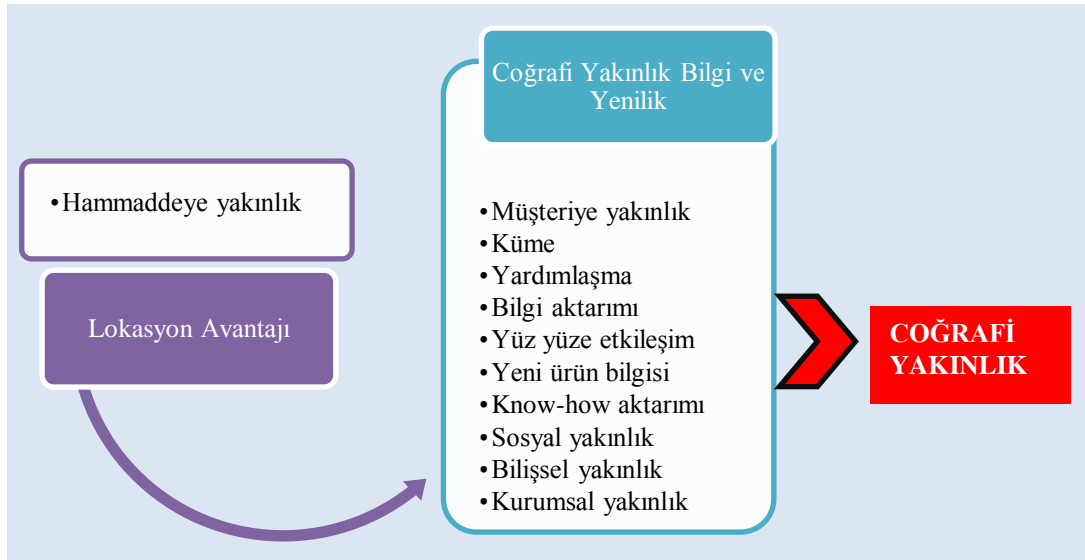 •Hammaddeye yakınlık
Lokasyon Avantajı
Coğrafi Yakınlık Bilgi ve
Yenilik
•Müşteriye yakınlık
•Küme
•Yardımlaşma
•Bilgi aktarımı
•Yüz yüze etkileşim
•Yeni ürün bilgisi
•Know-how aktarımı
•Sosyal yakınlık
•Bilişsel yakınlık
•Kurumsal yakınlık
COĞRAFİ
YAKINLIK